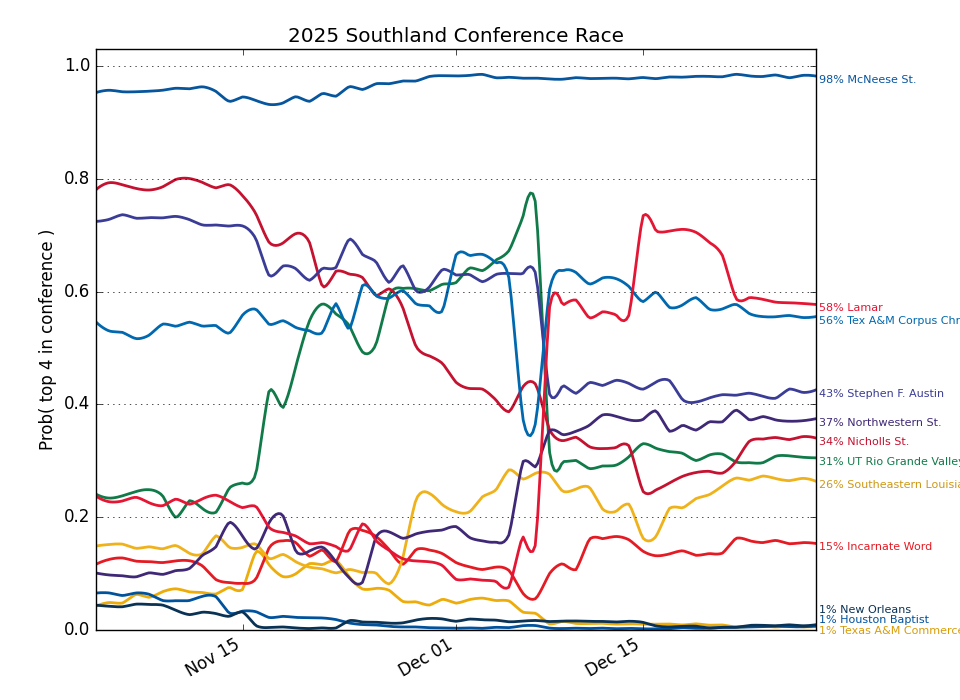 2025 Southland Conference Race
Prob( top 4 in conference )
1.0
0.8
0.6
0.4
0.2
0.0
Nov 15
Dec 01
Dec 15
98% McNeese St.
58% Lamar
56% Tex A&M Corpus Chr
43% Stephen F. Austin
37% Northwestern St.
34% Nicholls St.
31% UT Rio Grande Valley
26% Southeastern Louisia
15% Incarnate Word
1% New Orleans
1% Houston Baptist
1% Texas A&M Commerce